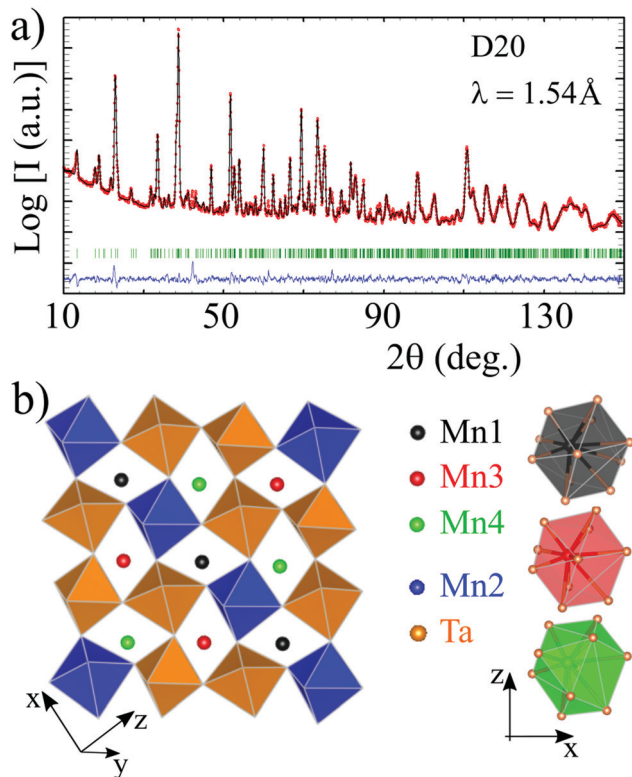 a)
D20
λ = 1.54Å
Log [I (a.u.)]
10 50 90 130
2θ (deg.)
b)
Mn1
Mn3
Mn4
Mn2
Ta
x
z
y
z
x